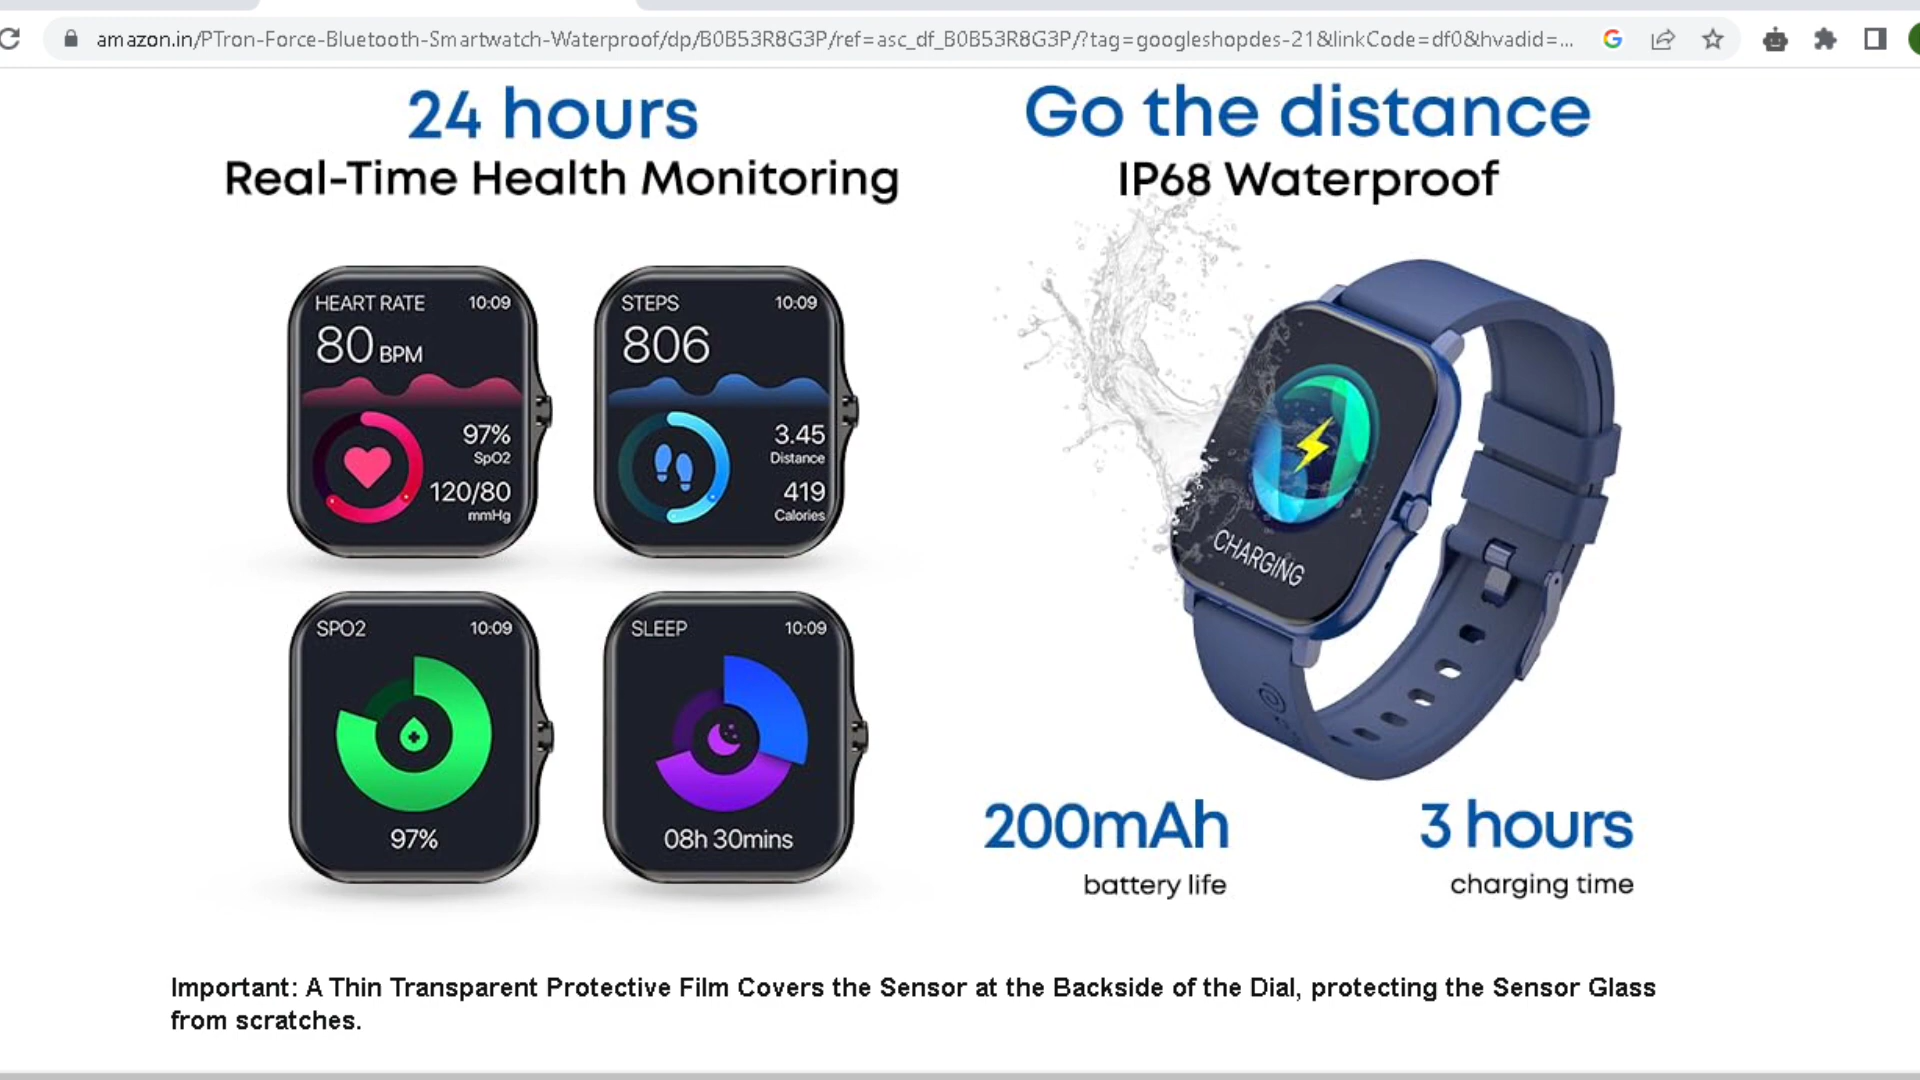 amazon.in/PTron-Force-Bluetooth-Smartwatch-Waterproof/dp/B0B53R8G3P/ref=asc_df_B0B53R8G3P/?tag=googleshopdes-21&linkCode=df0&hvadid=...
24 hours
Real-Time Health Monitoring
HEART RATE 10:09
80 BPM
97%
SpO2
120/80
mmHg
STEPS 10:09
806
3.45
Distance
419
Calories
SPO2 10:09
97%
SLEEP 10:09
08h 30mins
Go the distance
IP68 Waterproof
CHARGING
200mAh
battery life
3 hours
charging time
Important: A Thin Transparent Protective Film Covers the Sensor at the Backside of the Dial, protecting the Sensor Glass
from scratches.